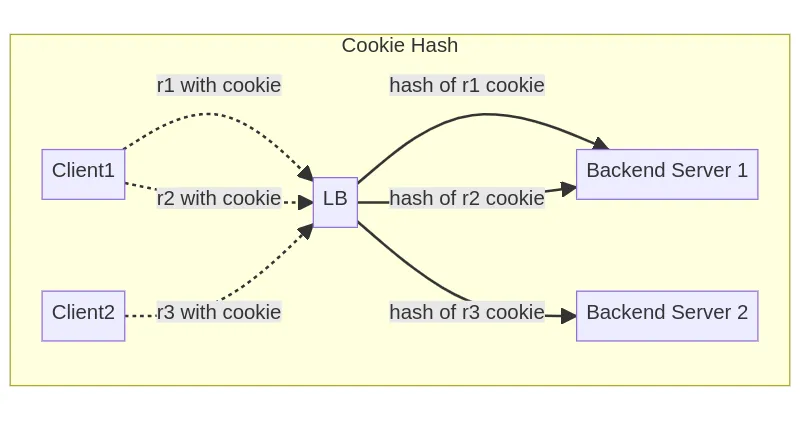 Cookie Hash
r1 with cookie
hash of r1 cookie
Client1
Backend Server 1
r2 with cookie
LB
hash of r2 cookie
Client2
r3 with cookie
hash of r3 cookie
Backend Server 2